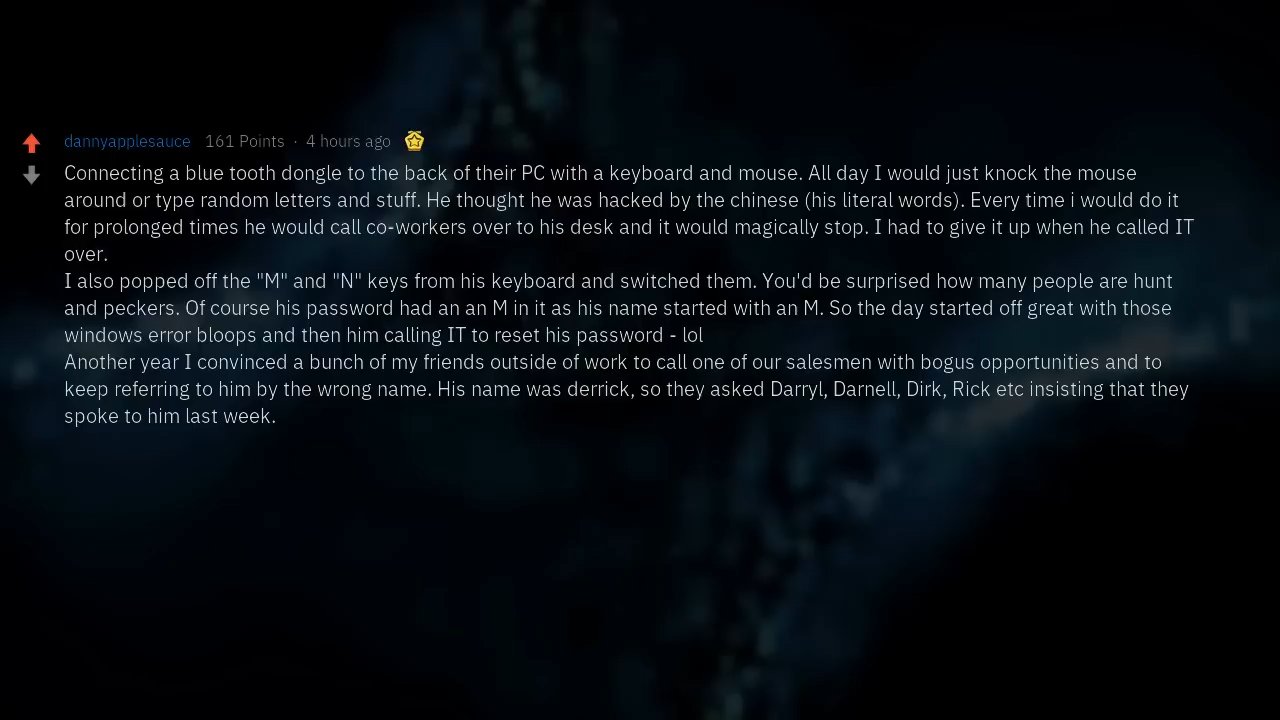 dannyapplesauce 161 Points · 4 hours ago
Connecting a blue tooth dongle to the back of their PC with a keyboard and mouse. All day I would just knock the mouse
around or type random letters and stuff. He thought he was hacked by the chinese (his literal words). Every time i would do it
for prolonged times he would call co-workers over to his desk and it would magically stop. I had to give it up when he called IT
over.
I also popped off the "M" and "N" keys from his keyboard and switched them. You'd be surprised how many people are hunt
and peckers. Of course his password had an an M in it as his name started with an M. So the day started off great with those
windows error bloops and then him calling IT to reset his password - lol
Another year I convinced a bunch of my friends outside of work to call one of our salesmen with bogus opportunities and to
keep referring to him by the wrong name. His name was derrick, so they asked Darryl, Darnell, Dirk, Rick etc insisting that they
spoke to him last week.